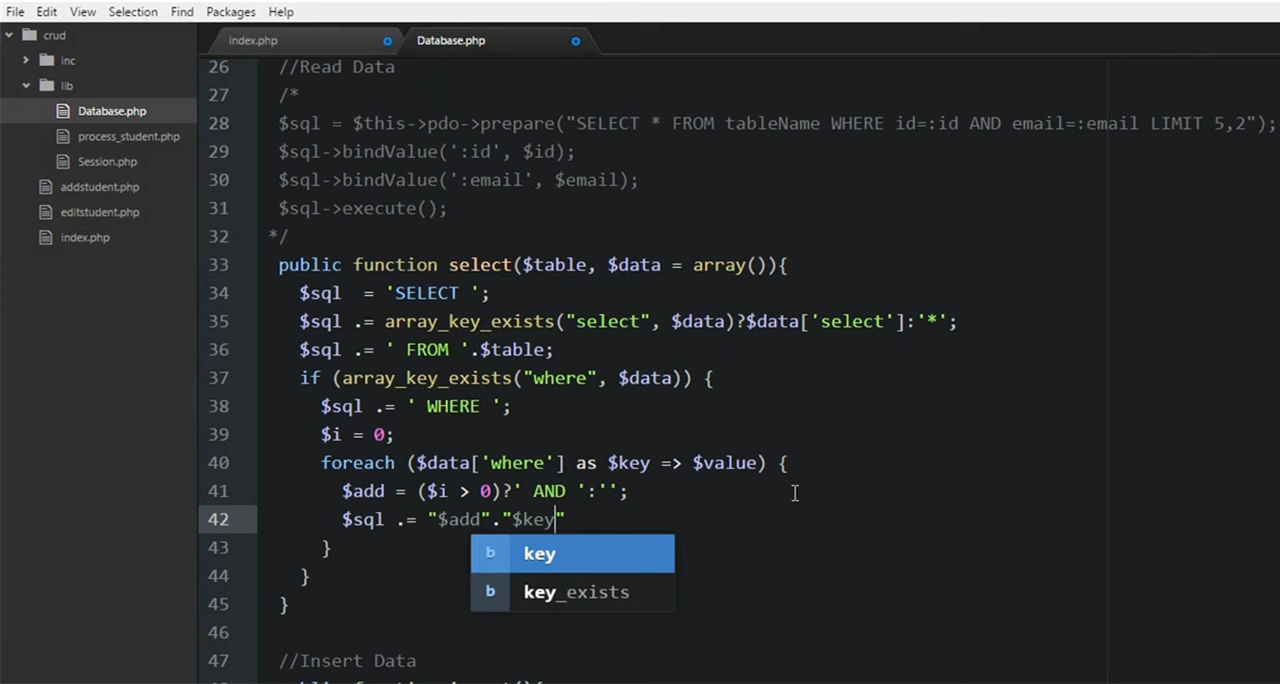 File Edit View Selection Find Packages Help
crud
inc
lib
Database.php
process_student.php
Session.php
addstudent.php
editstudent.php
index.php
index.php Database.php
26 //Read Data
27 /*
28 $sql = $this->pdo->prepare("SELECT * FROM tableName WHERE id=:id AND email=:email LIMIT 5,2");
29 $sql->bindValue(':id', $id);
30 $sql->bindValue(':email', $email);
31 $sql->execute();
32 */
33 public function select($table, $data = array()){
34 $sql  = 'SELECT ';
35 $sql .= array_key_exists("select", $data)?$data['select']:'*';
36 $sql .= ' FROM '.$table;
37 if (array_key_exists("where", $data)) {
38 $sql .= ' WHERE ';
39 $i = 0;
40 foreach ($data['where'] as $key => $value) {
41 $add = ($i > 0)?' AND ':'';
42 $sql .= "$add"."$key"
b key
43 }
44 }
b key_exists
45 }
46
47 //Insert Data